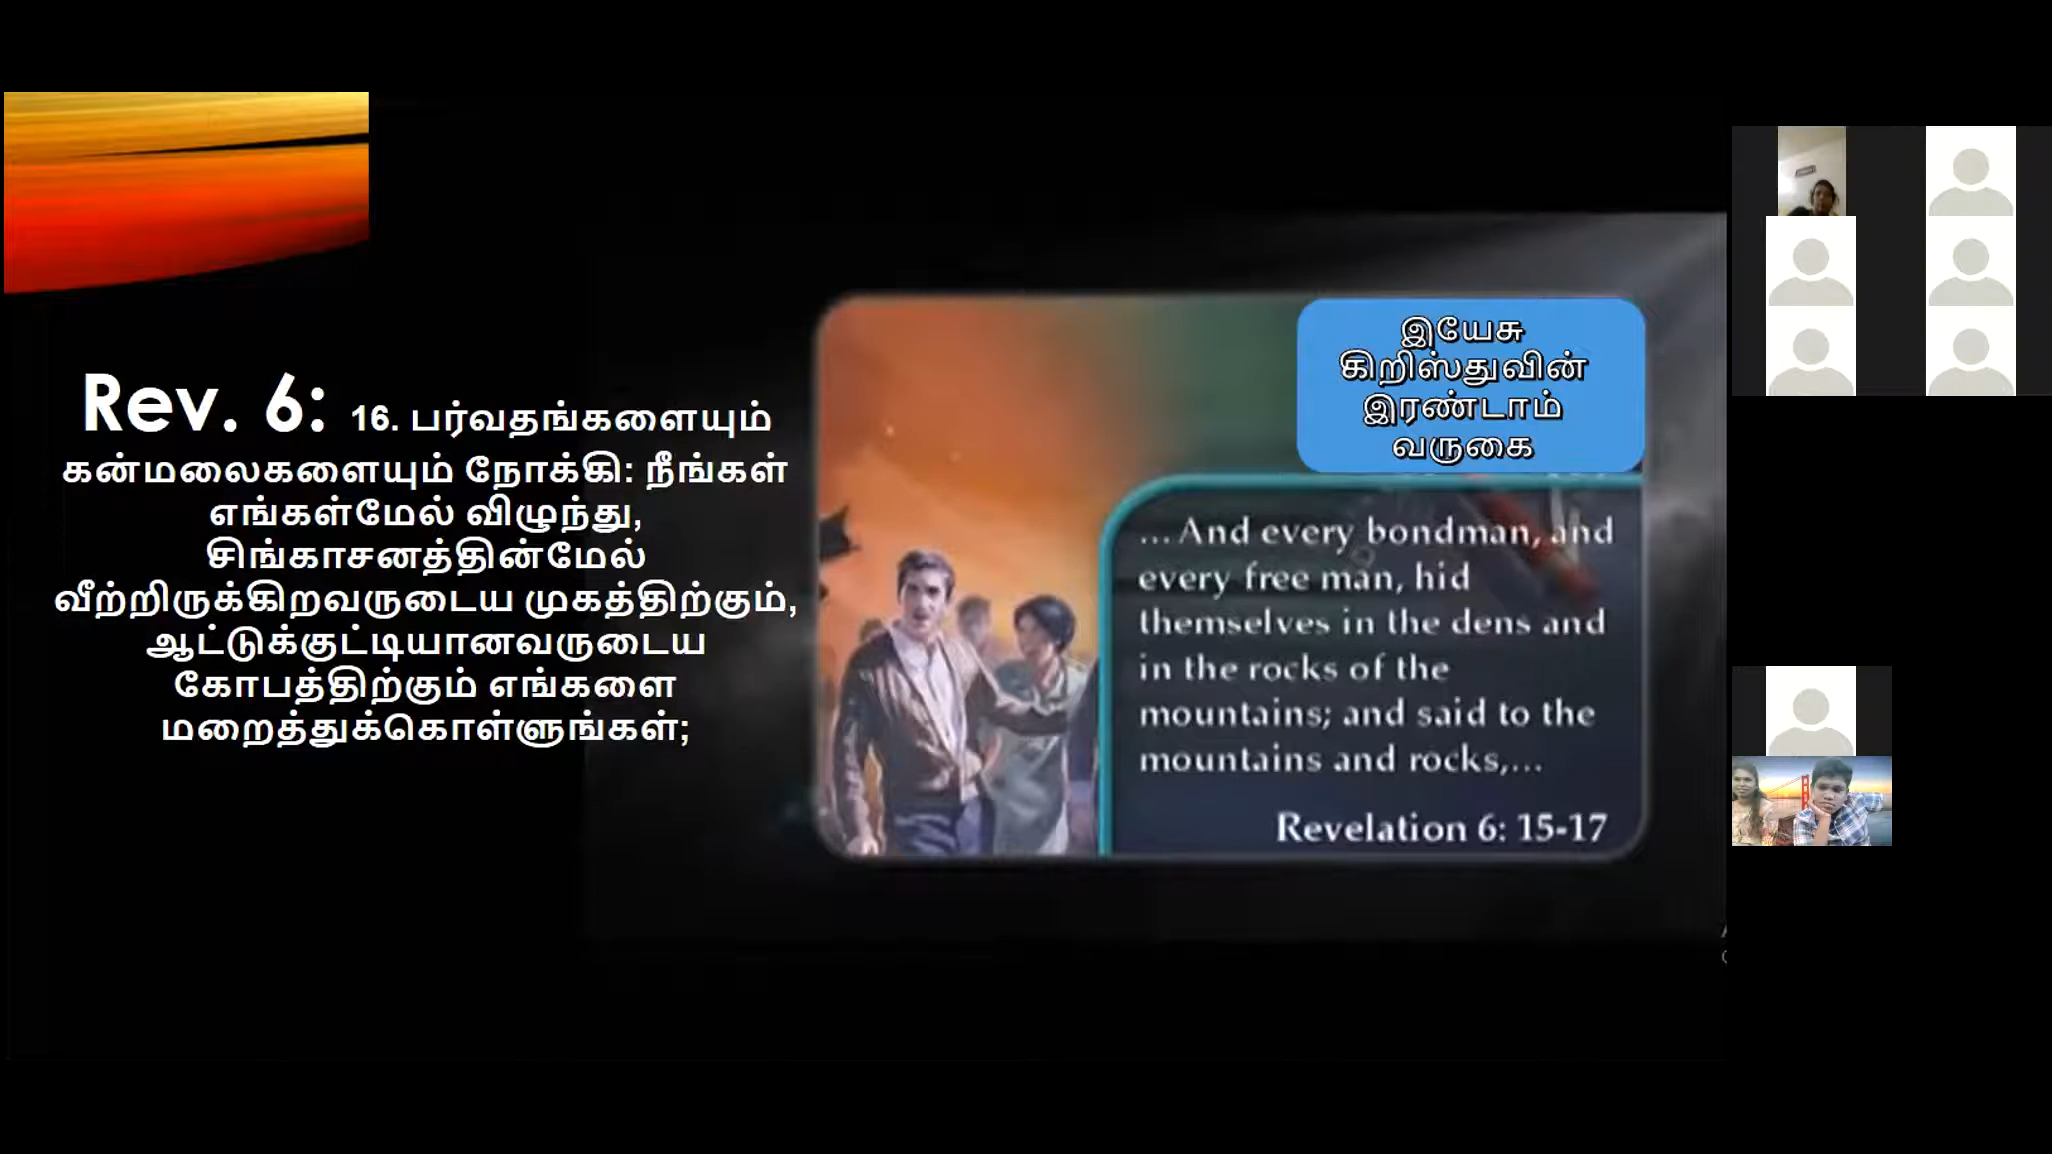 Rev. 6: 16. பர்வதங்களையும்
கன்மலைகளையும் நோக்கி: நீங்கள்
எங்கள்மேல் விழுந்து,
சிங்காசனத்தின்மேல்
வீற்றிருக்கிறவருடைய முகத்திற்கும்,
ஆட்டுக்குட்டியானவருடைய
கோபத்திற்கும் எங்களை
மறைத்துக்கொள்ளுங்கள்;
இயேசு
கிறிஸ்துவின்
இரண்டாம்
வருகை
...And every bondman, and
every free man, hid
themselves in the dens and
in the rocks of the
mountains; and said to the
mountains and rocks,...
Revelation 6: 15-17